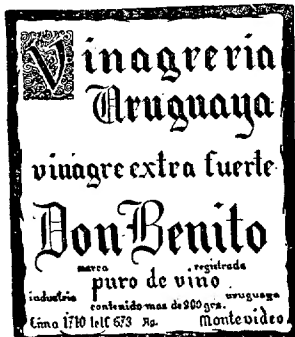 Vinagreria
Uruguaya
vinagre extra fuerte
Don Benito
marca registrada
puro de vino
industria uruguaya
contenido mas de 900 grs.
Lima 1710 telf 673 Ag. Montevideo